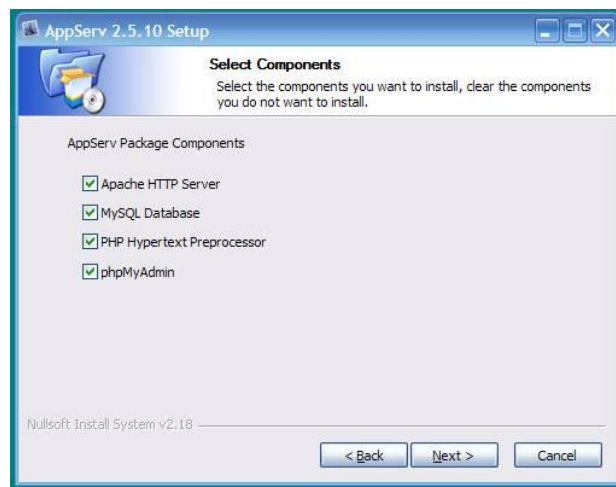 AppServ 2.5.10 Setup
Select Components
Select the components you want to install, clear the components
you do not want to install.
AppServ Package Components
Apache HTTP Server
MySQL Database
PHP Hypertext Preprocessor
phpMyAdmin
Nullsoft Install System v2.18
< Back
Next >
Cancel